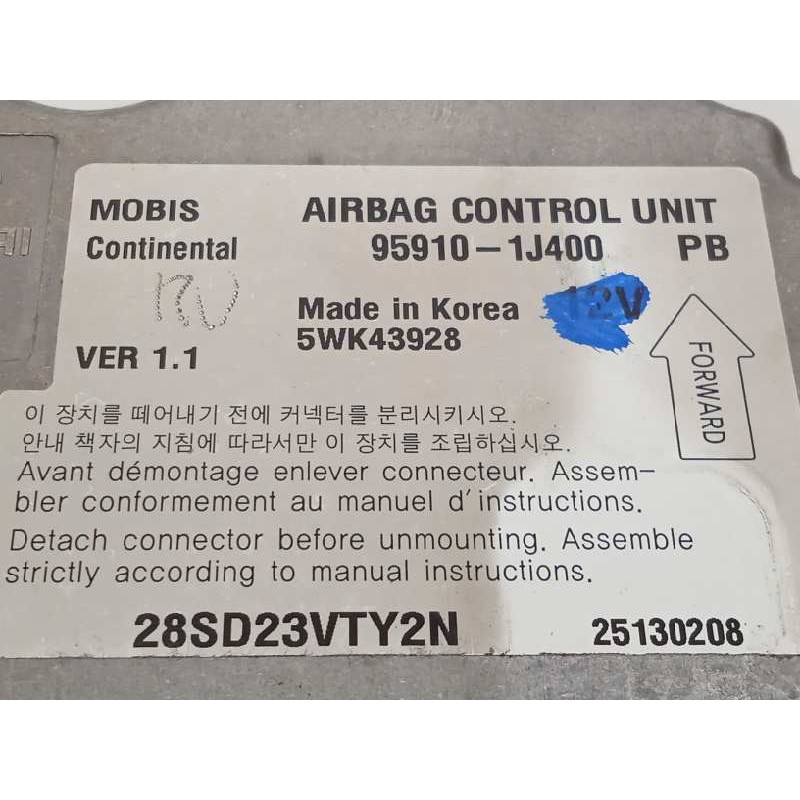 MOBIS AIRBAG CONTROL UNIT
Continental 95910-1J400 PB
Made in Korea 12V
5WK43928
VER 1.1
FORWARD
이 장치를 떼어내기 전에 커넥터를 분리시키시오.
안내 책자의 지침에 따라서만 이 장치를 조립하십시오.
Avant démontage enlever connecteur. Assem-
bler conformement au manuel d'instructions.
Detach connector before unmounting. Assemble
strictly according to manual instructions.
28SD23VTY2N 25130208